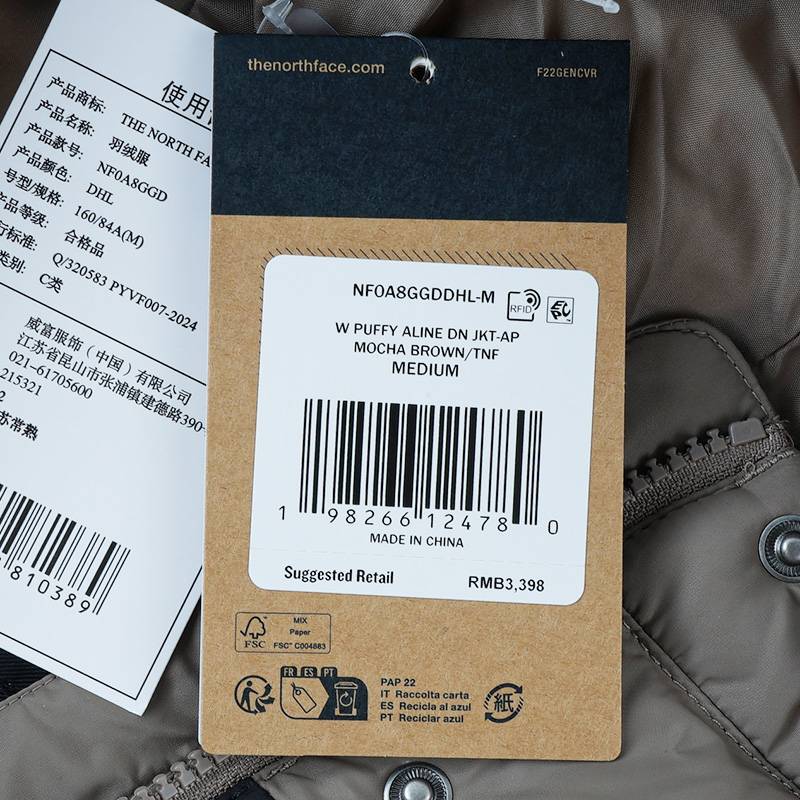 使用
产品商标: THE NORTH FA
产品名称: 羽绒服
产品款号: NF0A8GGD
产品颜色: DHL
号型/规格: 160/84A(M)
产品等级: 合格品
行标准: Q/320583 PYVF007-2024
类别: C类
威富服饰（中国）有限公司
江苏省昆山市张浦镇建德路390-
021-61705600
215321
苏常熟
810389
thenorthface.com
F22GENCVR
NF0A8GGDDHL-M
RFID
EPC
W PUFFY ALINE DN JKT-AP
MOCHA BROWN/TNF
MEDIUM
1 98266 12478 0
MADE IN CHINA
Suggested Retail RMB3,398
FSC
MIX
Paper
FSC™ C004883
FR ES PT
PAP 22
IT Raccolta carta
ES Recicla al azul
PT Reciclar azul
紙